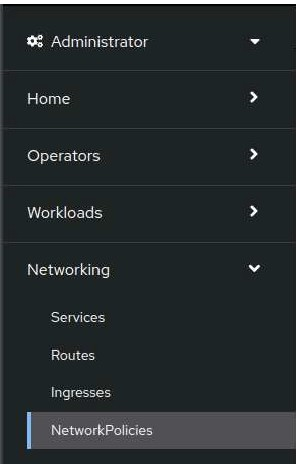 Administrator
Home
Operators
Workloads
Networking
Services
Routes
Ingresses
NetworkPolicies